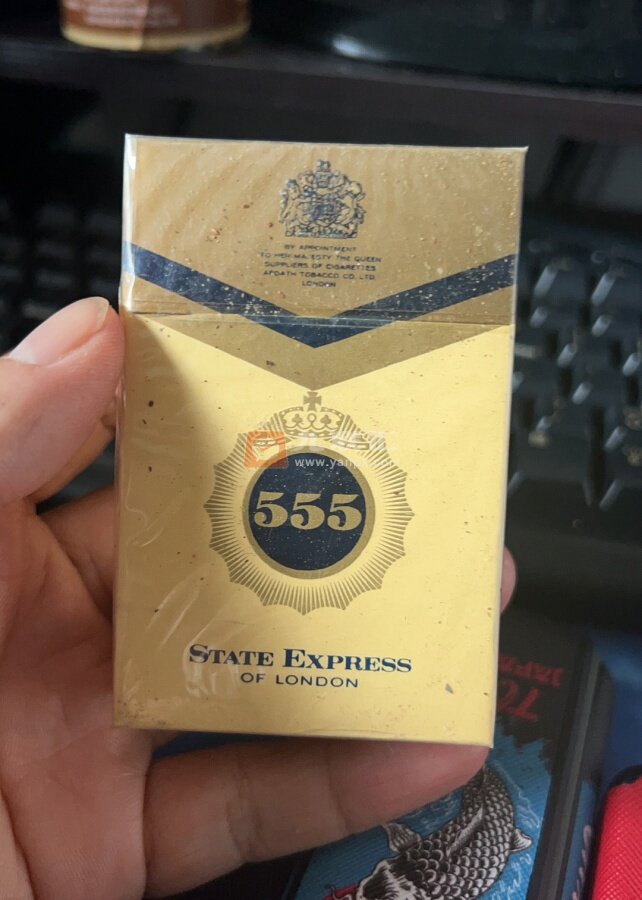 BY APPOINTMENT
TO HER MAJESTY THE QUEEN
SUPPLIERS OF CIGARETTES
ARDATH TOBACCO CO. LTD.
LONDON
555
STATE EXPRESS
OF LONDON